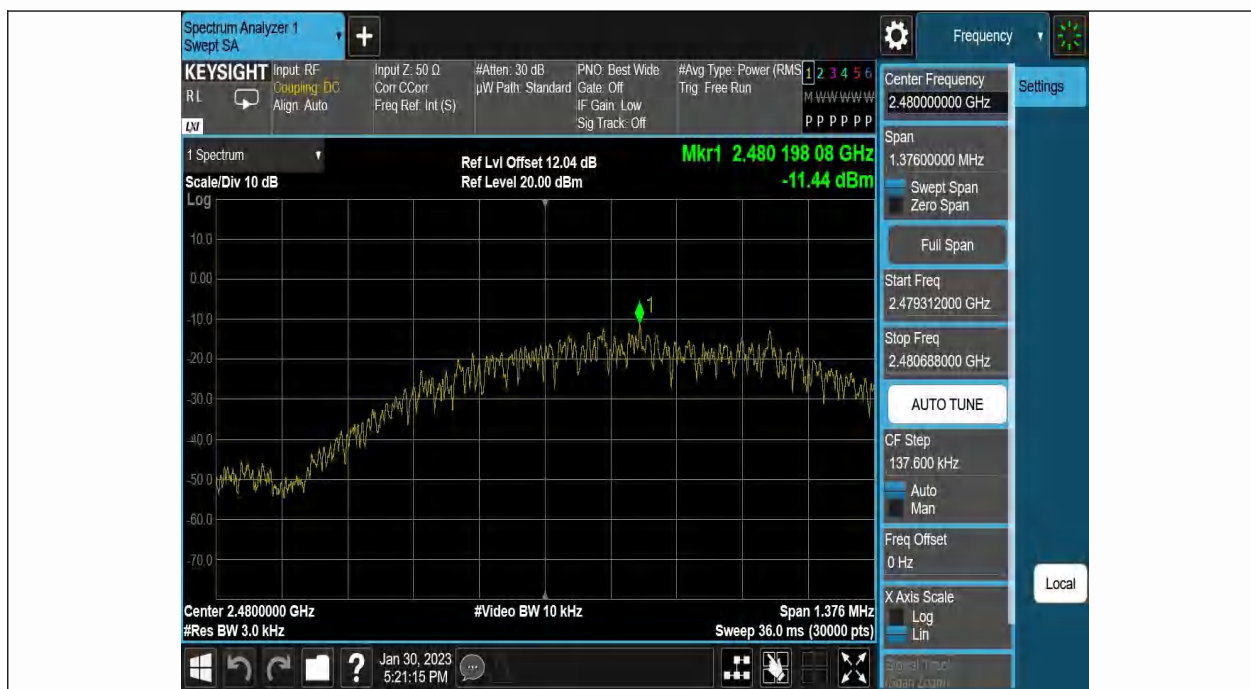 Spectrum Analyzer 1
Swept SA
Frequency
KEYSIGHT
RL
LXI
Input: RF
Coupling: DC
Align: Auto
Input Z: 50 Ω
Corr CCorr
Freq Ref: Int (S)
#Atten: 30 dB
µW Path: Standard
PNO: Best Wide
Gate: Off
IF Gain: Low
Sig Track: Off
#Avg Type: Power (RMS
Trig: Free Run
1 2 3 4 5 6
M W W W W W
P P P P P P
1 Spectrum
Scale/Div 10 dB
Log
Ref Lvl Offset 12.04 dB
Ref Level 20.00 dBm
Mkr1 2.480 198 08 GHz
-11.44 dBm
10.0
0.00
-10.0
-20.0
-30.0
-40.0
-50.0
-60.0
-70.0
1
Center 2.4800000 GHz
#Res BW 3.0 kHz
#Video BW 10 kHz
Span 1.376 MHz
Sweep 36.0 ms (30000 pts)
Center Frequency
2.480000000 GHz
Settings
Span
1.37600000 MHz
Swept Span
Zero Span
Full Span
Start Freq
2.479312000 GHz
Stop Freq
2.480688000 GHz
AUTO TUNE
CF Step
137.600 kHz
Auto
Man
Freq Offset
0 Hz
X Axis Scale
Log
Lin
Signal Track
(Span Zoom)
Local
?
Jan 30, 2023
5:21:15 PM